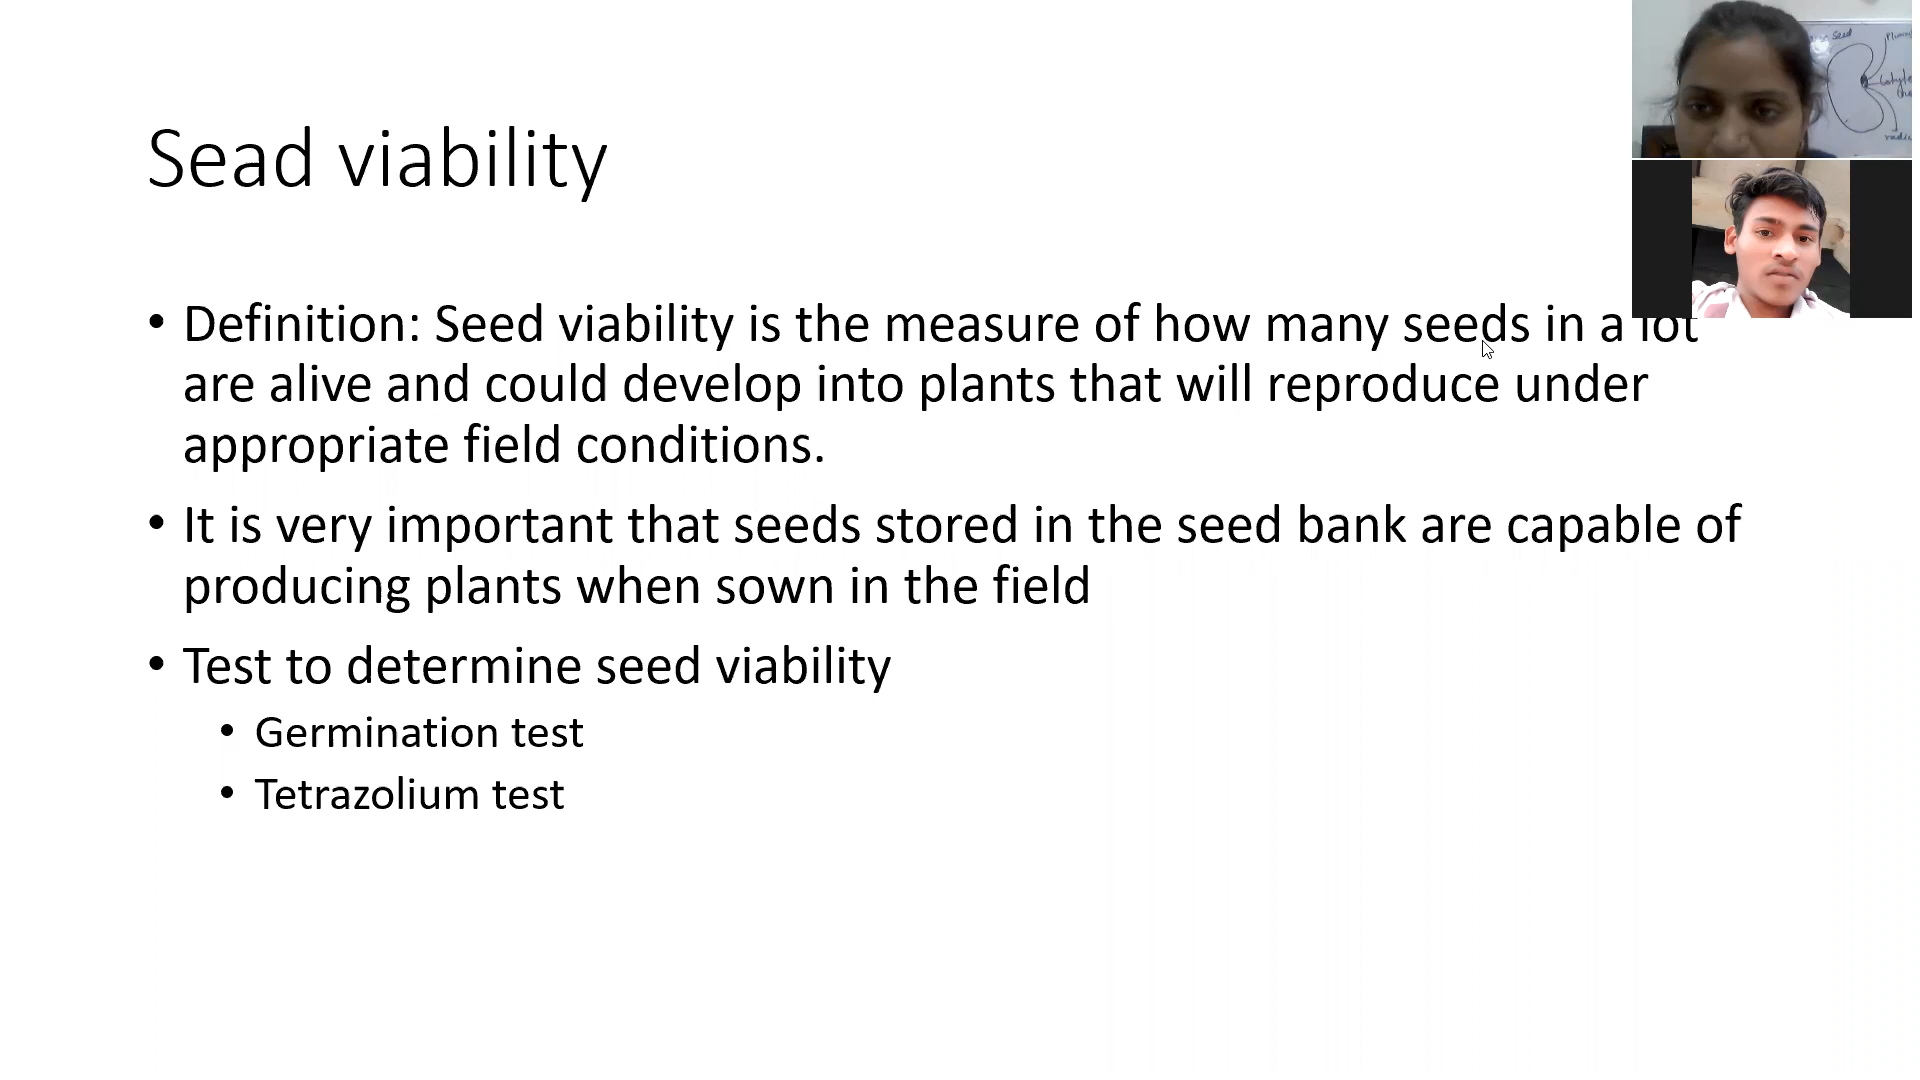 Sead viability
• Definition: Seed viability is the measure of how many seeds in a lot
are alive and could develop into plants that will reproduce under
appropriate field conditions.
• It is very important that seeds stored in the seed bank are capable of
producing plants when sown in the field
• Test to determine seed viability
• Germination test
• Tetrazolium test
seed